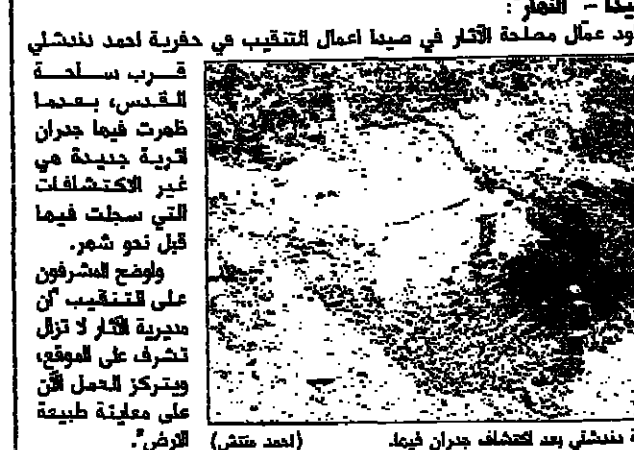 صيدا – النهار :
عمال مصلحة الآثار في صيدا اعمال التنقيب في حفرية احمد دندشلي
قرب ساحة
القدس، بعدما
ظهرت فيها جدران
اثرية جديدة هي
غير الاكتشافات
التي سجلت فيها
قبل نحو شهر.
واوضح المشرفون
على التنقيب "ان
مديرية الآثار لا تزال
تشرف على الموقع،
ويتركز العمل الآن
على معاينة طبيعة
الارض".
دندشلي بعد اكتشاف جدران فيها. (احمد منتش)